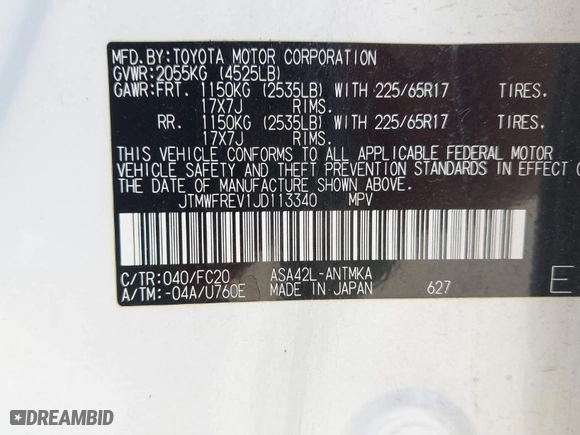 MFD.BY:TOYOTA MOTOR CORPORATION
GVWR:2055KG (4525LB)
GAWR:FRT. 1150KG (2535LB) WITH 225/65R17 TIRES.
17X7J RIMS.
RR. 1150KG (2535LB) WITH 225/65R17 TIRES.
17X7J RIMS.
THIS VEHICLE CONFORMS TO ALL APPLICABLE FEDERAL MOTOR
VEHICLE SAFETY AND THEFT PREVENTION STANDARDS IN EFFECT ON
THE DATE OF MANUFACTURE SHOWN ABOVE.
JTMWFREV1JD113340 MPV
C/TR:040/FC20 ASA42L-ANTMKA
A/TM:-04A/U760E MADE IN JAPAN 627
E
DREAMBID